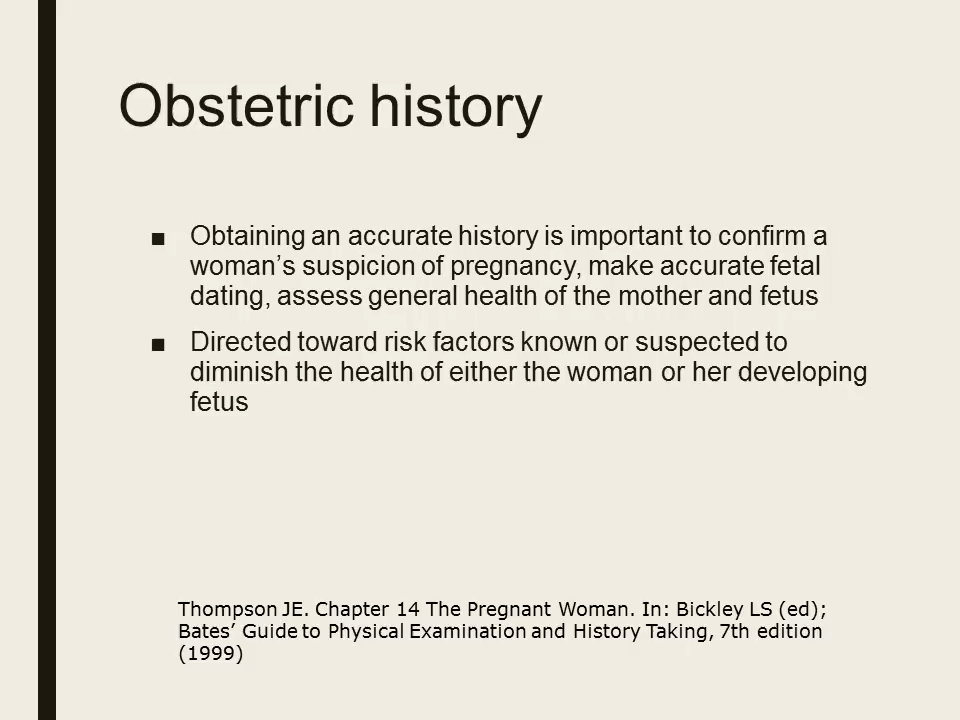 Obstetric history
■ Obtaining an accurate history is important to confirm a
woman’s suspicion of pregnancy, make accurate fetal
dating, assess general health of the mother and fetus
■ Directed toward risk factors known or suspected to
diminish the health of either the woman or her developing
fetus
Thompson JE. Chapter 14 The Pregnant Woman. In: Bickley LS (ed);
Bates’ Guide to Physical Examination and History Taking, 7th edition
(1999)